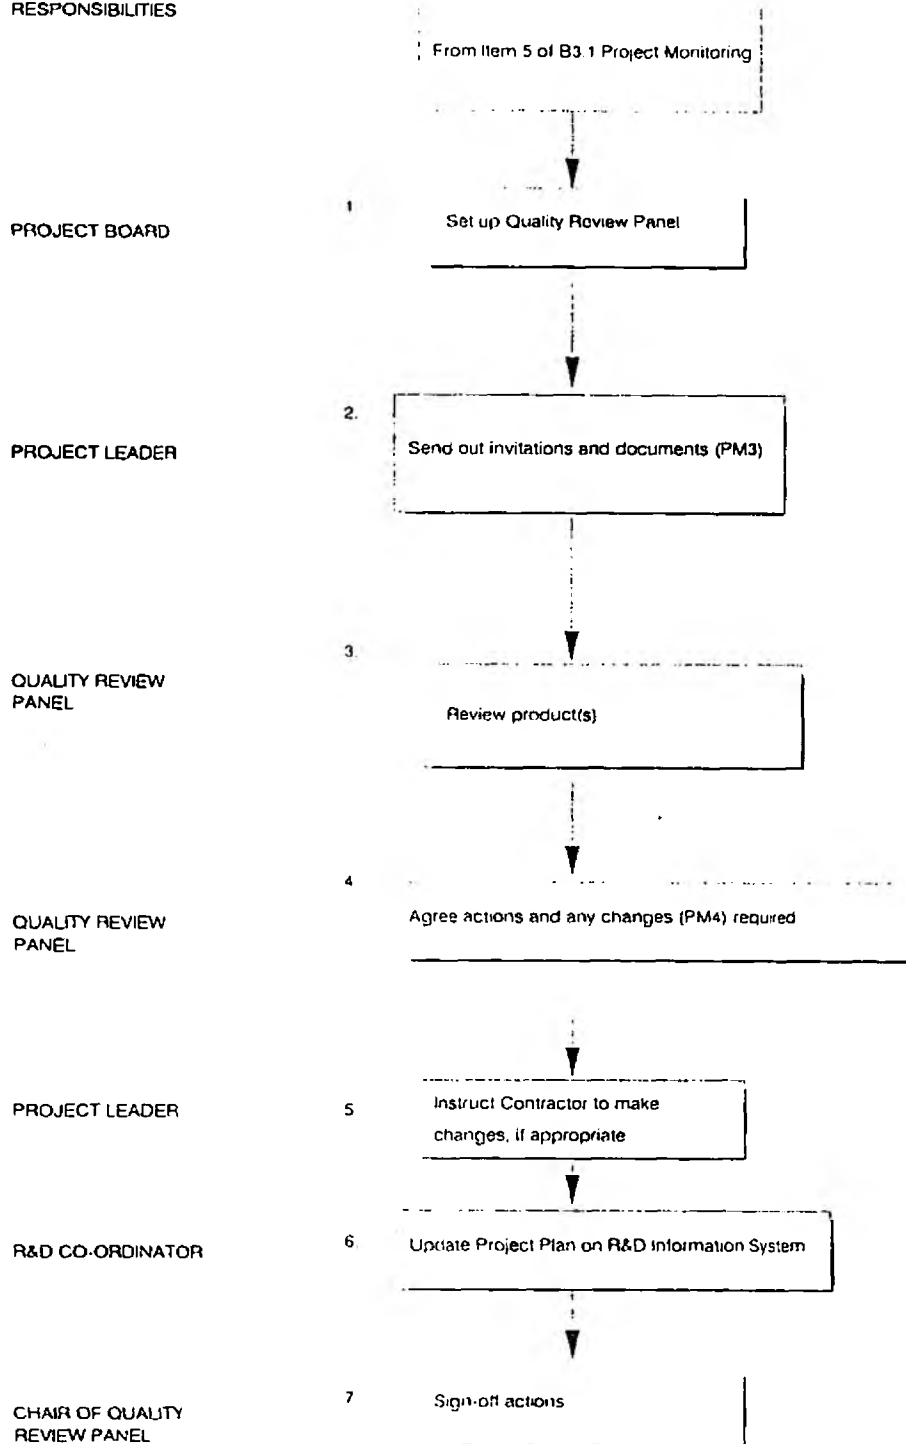 RESPONSIBILITIES
From Item 5 of B3.1 Project Monitoring
1
PROJECT BOARD
Set up Quality Review Panel
2.
PROJECT LEADER
Send out invitations and documents (PM3)
3.
QUALITY REVIEW
PANEL
Review product(s)
4
QUALITY REVIEW
PANEL
Agree actions and any changes (PM4) required
PROJECT LEADER
5
Instruct Contractor to make
changes, if appropriate
R&D CO-ORDINATOR
6
Update Project Plan on R&D Information System
7
CHAIR OF QUALITY
REVIEW PANEL
Sign-off actions